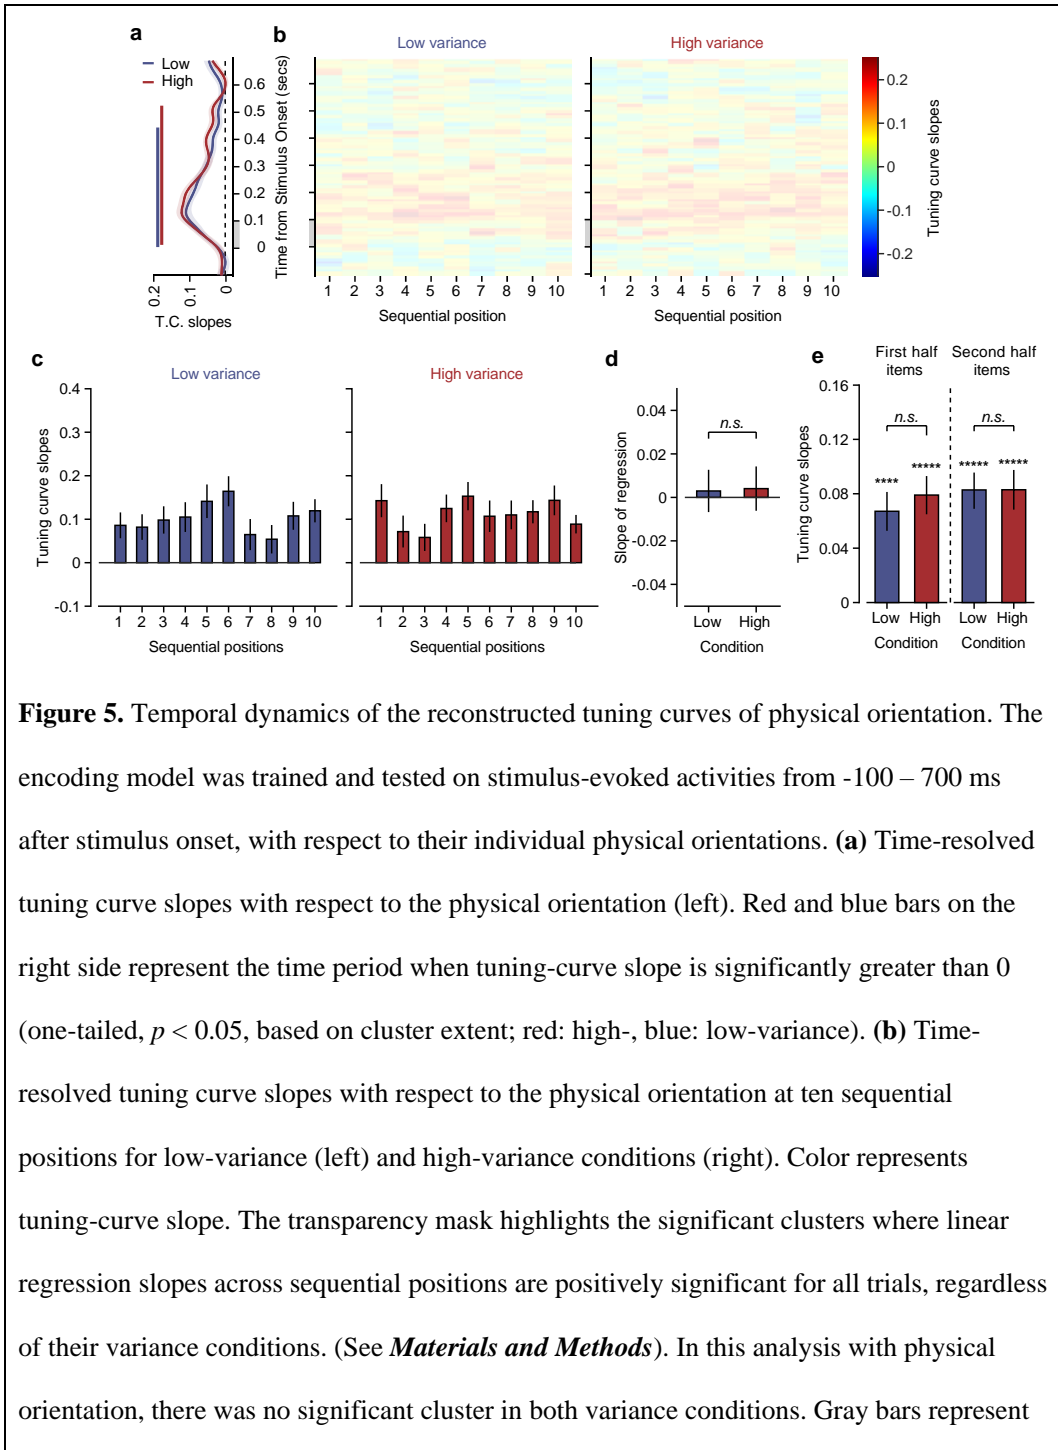 a
b
Low variance
High variance
Low
High
0.6
0.5
0.4
0.3
0.2
0.1
0
Time from Stimulus Onset (secs)
0.2
0.1
0
T.C. slopes
1 2 3 4 5 6 7 8 9 10
Sequential position
1 2 3 4 5 6 7 8 9 10
Sequential position
0.2
0.1
0
-0.1
-0.2
Tuning curve slopes
c
Low variance
High variance
0.4
0.3
0.2
0.1
0
-0.1
Tuning curve slopes
1 2 3 4 5 6 7 8 9 10
Sequential positions
1 2 3 4 5 6 7 8 9 10
Sequential positions
d
0.04
0.02
0
-0.02
-0.04
Slope of regression
n.s.
Low High
Condition
e
First half
items
Second half
items
0.16
0.12
0.08
0.04
0
Tuning curve slopes
n.s.
n.s.
****
*****
*****
*****
Low High
Condition
Low High
Condition
Figure 5. Temporal dynamics of the reconstructed tuning curves of physical orientation. The
encoding model was trained and tested on stimulus-evoked activities from -100 – 700 ms
after stimulus onset, with respect to their individual physical orientations. (a) Time-resolved
tuning curve slopes with respect to the physical orientation (left). Red and blue bars on the
right side represent the time period when tuning-curve slope is significantly greater than 0
(one-tailed, p < 0.05, based on cluster extent; red: high-, blue: low-variance). (b) Time-
resolved tuning curve slopes with respect to the physical orientation at ten sequential
positions for low-variance (left) and high-variance conditions (right). Color represents
tuning-curve slope. The transparency mask highlights the significant clusters where linear
regression slopes across sequential positions are positively significant for all trials, regardless
of their variance conditions. (See Materials and Methods). In this analysis with physical
orientation, there was no significant cluster in both variance conditions. Gray bars represent